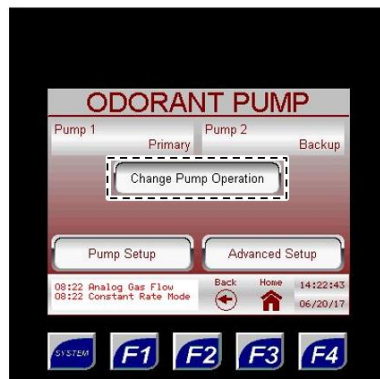 ODORANT PUMP
Pump 1
Primary
Pump 2
Backup
Change Pump Operation
Pump Setup
Advanced Setup
08:22 Analog Gas Flow
08:22 Constant Rate Mode
Back
Home
14:22:43
06/20/17
SYSTEM
F1
F2
F3
F4